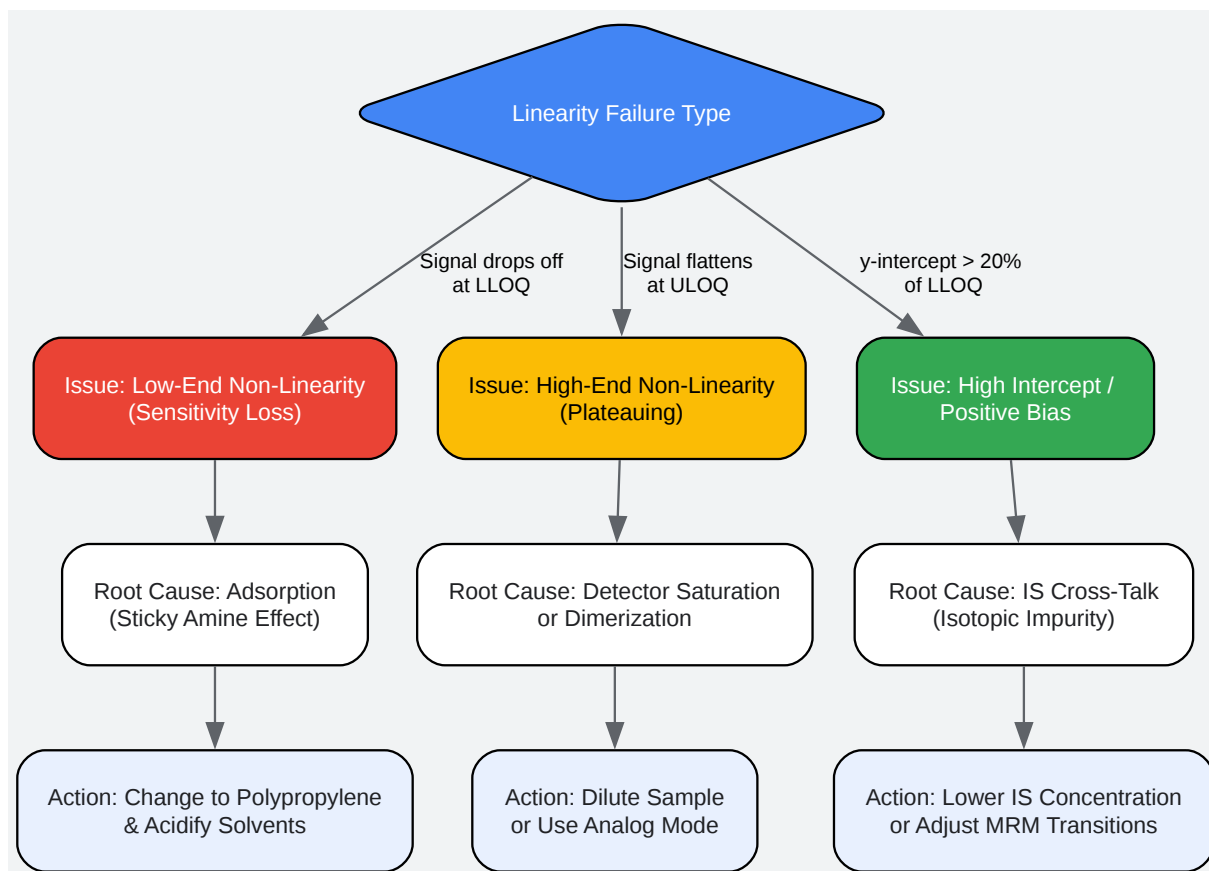 Linearity Failure Type
Signal drops off
at LLOQ
Signal flattens
at ULOQ
y-intercept > 20%
of LLOQ
Issue: Low-End Non-Linearity
(Sensitivity Loss)
Issue: High-End Non-Linearity
(Plateauing)
Issue: High Intercept /
Positive Bias
Root Cause: Adsorption
(Sticky Amine Effect)
Root Cause: Detector Saturation
or Dimerization
Root Cause: IS Cross-Talk
(Isotopic Impurity)
Action: Change to Polypropylene
& Acidify Solvents
Action: Dilute Sample
or Use Analog Mode
Action: Lower IS Concentration
or Adjust MRM Transitions